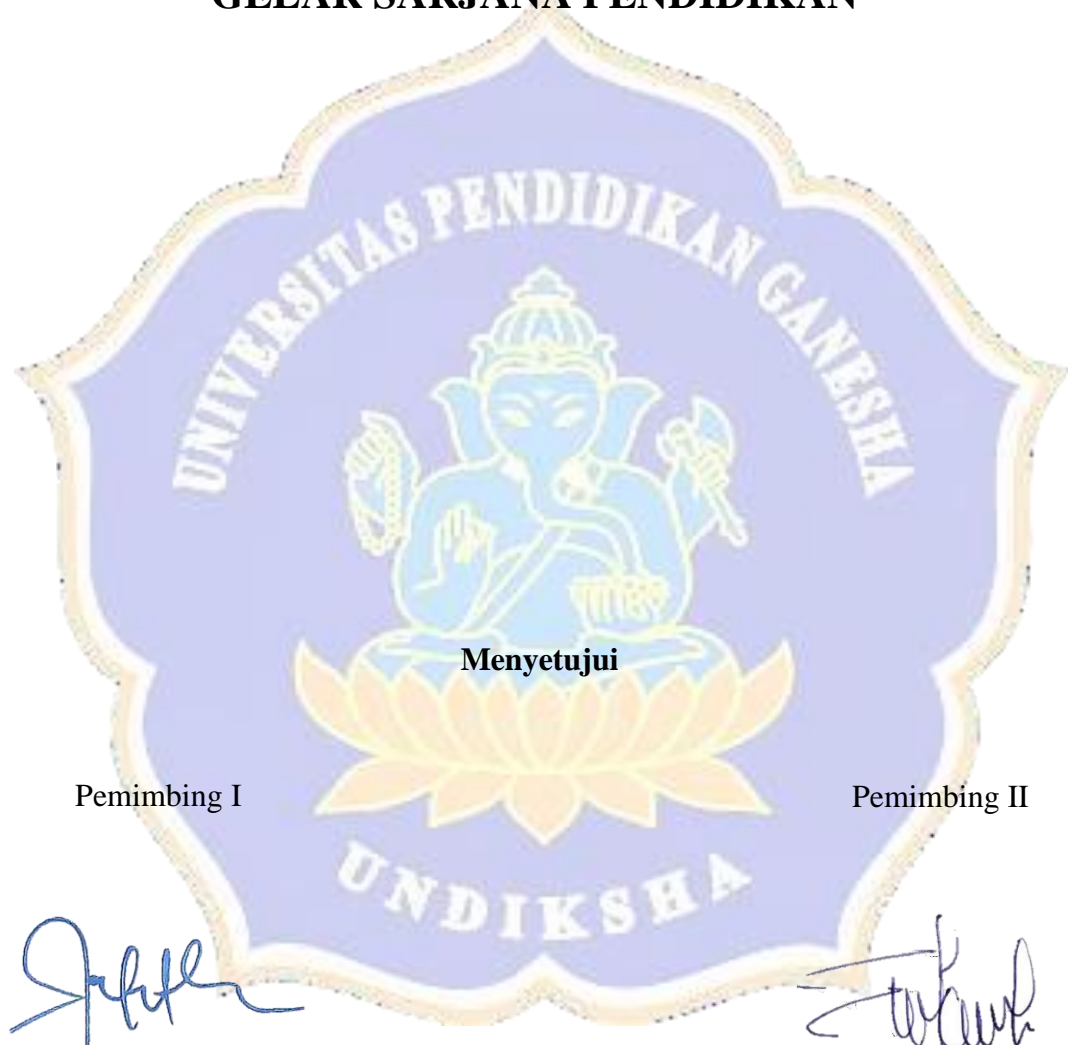 GELAR SARJANA PENDIDIKAN
UNIVERSITAS PENDIDIKAN GANESHA
Menyetujui
Pemimbing I
Pemimbing II
UNDIKSHA